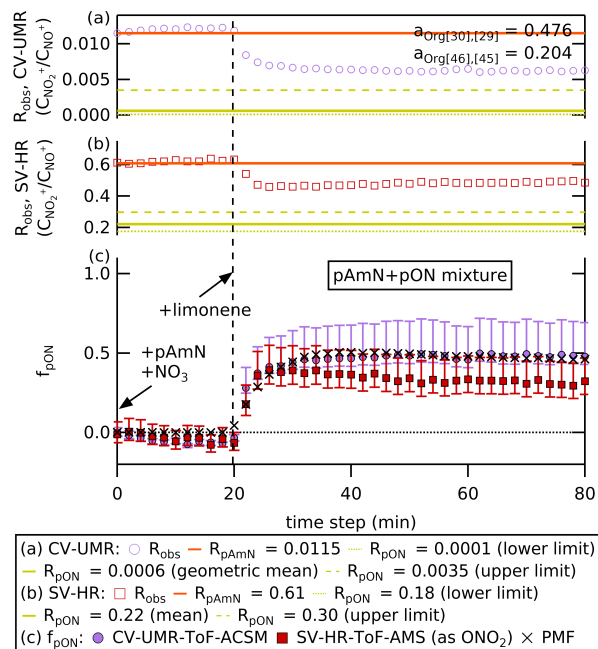 (a)
a_Org[30],[29] = 0.476
a_Org[46],[45] = 0.204
R_obs, CV-UMR
(C_NO₂⁺/C_NO⁺)
0.010
0.005
0.000
(b)
R_obs, SV-HR
(C_NO₂⁺/C_NO⁺)
0.6
0.4
0.2
(c)
pAmN+pON mixture
+limonene
+pAmN
+NO₃
f_pON
1.0
0.5
0.0
0 20 40 60 80
time step (min)
(a) CV-UMR: R_obs R_pAmN = 0.0115 R_pON = 0.0001 (lower limit)
R_pON = 0.0006 (geometric mean) R_pON = 0.0035 (upper limit)
(b) SV-HR: R_obs R_pAmN = 0.61 R_pON = 0.18 (lower limit)
R_pON = 0.22 (mean) R_pON = 0.30 (upper limit)
(c) f_pON: CV-UMR-ToF-ACSM SV-HR-ToF-AMS (as ONO₂) PMF